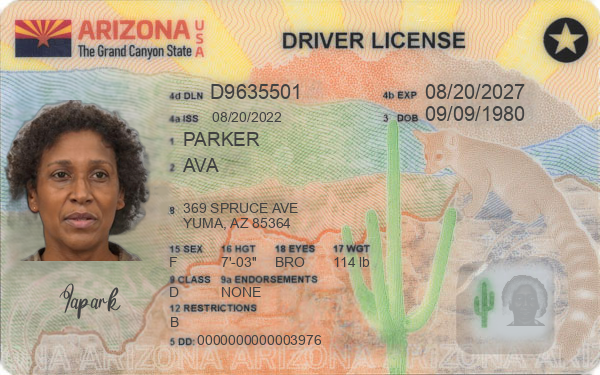 ARIZONA USA
The Grand Canyon State
DRIVER LICENSE
4d DLN D9635501 4b EXP 08/20/2027
4a ISS 08/20/2022 3 DOB 09/09/1980
1 PARKER
2 AVA
8 369 SPRUCE AVE
YUMA, AZ 85364
15 SEX 16 HGT 18 EYES 17 WGT
F 7'-03" BRO 114 lb
9 CLASS 9a ENDORSEMENTS
D NONE
12 RESTRICTIONS
B
5 DD: 0000000000003976
Iapark
ARIZONA ARIZONA ARIZONA ARIZONA